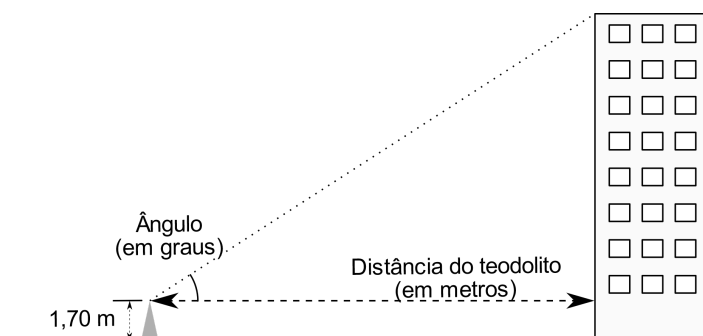 Ângulo
(em graus)
Distância do teodolito
(em metros)
1,70 m